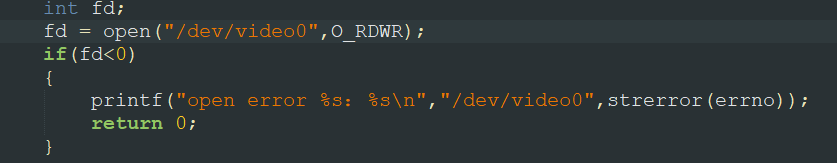 int fd;
fd = open("/dev/video0",O_RDWR);
if(fd<0)
{
printf("open error %s: %s\n","/dev/video0",strerror(errno));
return 0;
}